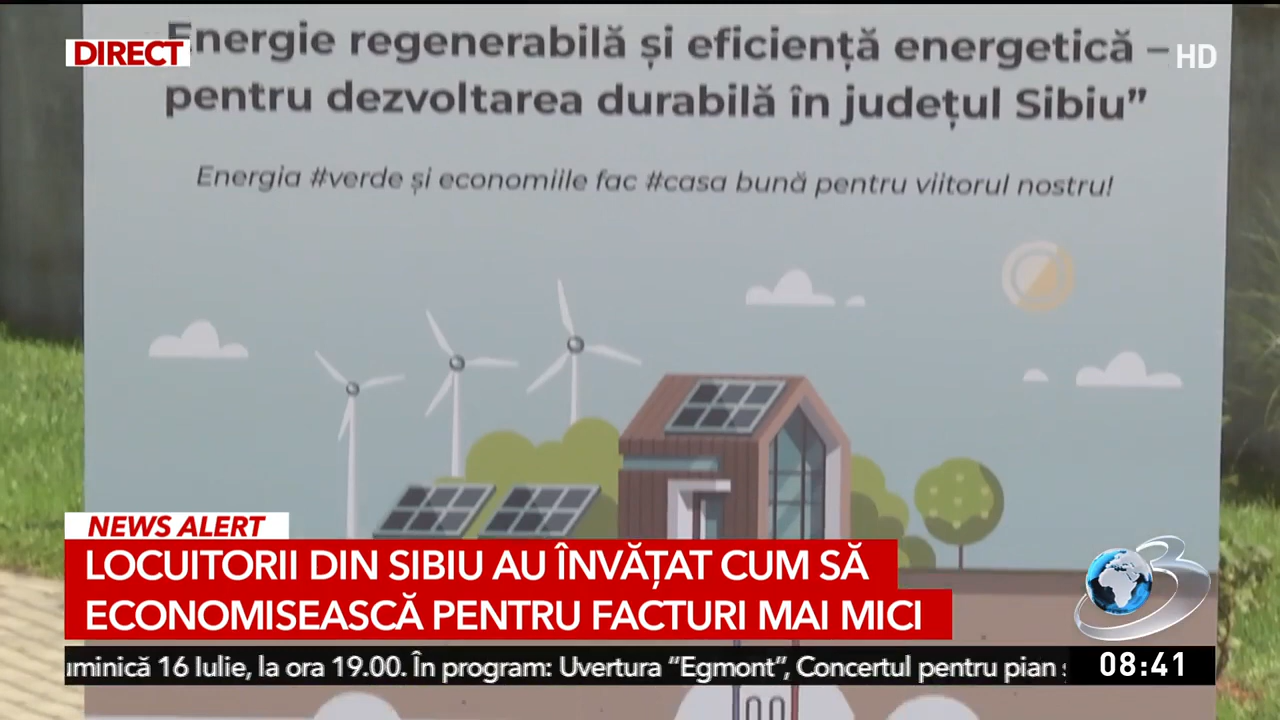 DIRECT
Energie regenerabilă și eficiență energetică –
HD
pentru dezvoltarea durabilă în județul Sibiu”
Energia #verde și economiile fac #casa bună pentru viitorul nostru!
NEWS ALERT
LOCUITORII DIN SIBIU AU ÎNVĂȚAT CUM SĂ
ECONOMISEASCĂ PENTRU FACTURI MAI MICI
uminică 16 Iulie, la ora 19.00. În program: Uvertura “Egmont”, Concertul pentru pian
08:41